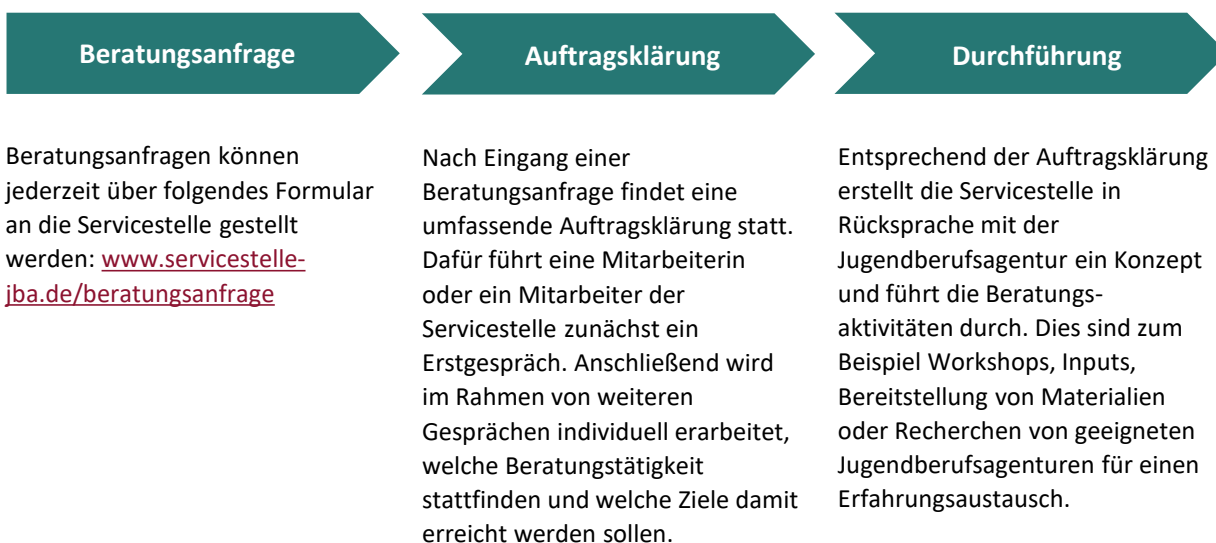 Beratungsanfrage
Beratungsanfragen können
jederzeit über folgendes Formular
an die Servicestelle gestellt
werden: www.servicestelle-
jba.de/beratungsanfrage
Auftragsklärung
Nach Eingang einer
Beratungsanfrage findet eine
umfassende Auftragsklärung statt.
Dafür führt eine Mitarbeiterin
oder ein Mitarbeiter der
Servicestelle zunächst ein
Erstgespräch. Anschließend wird
im Rahmen von weiteren
Gesprächen individuell erarbeitet,
welche Beratungstätigkeit
stattfinden und welche Ziele damit
erreicht werden sollen.
Durchführung
Entsprechend der Auftragsklärung
erstellt die Servicestelle in
Rücksprache mit der
Jugendberufsagentur ein Konzept
und führt die Beratungs-
aktivitäten durch. Dies sind zum
Beispiel Workshops, Inputs,
Bereitstellung von Materialien
oder Recherchen von geeigneten
Jugendberufsagenturen für einen
Erfahrungsaustausch.